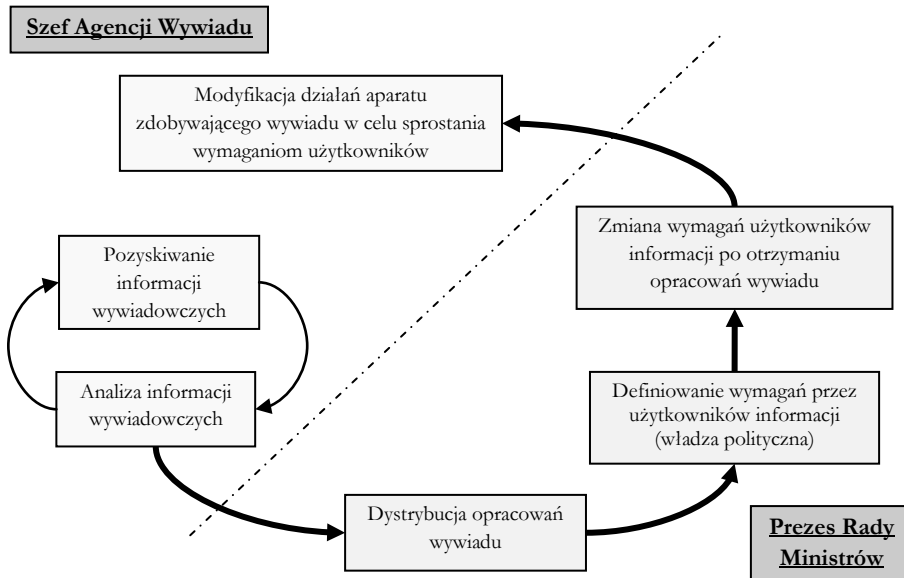 Szef Agencji Wywiadu
Modyfikacja działań aparatu
zdobywającego wywiadu w celu sprostania
wymaganiom użytkowników
Zmiana wymagań użytkowników
informacji po otrzymaniu
opracowań wywiadu
Pozyskiwanie
informacji
wywiadowczych
Analiza informacji
wywiadowczych
Definiowanie wymagań przez
użytkowników informacji
(władza polityczna)
Dystrybucja opracowań
wywiadu
Prezes Rady
Ministrów